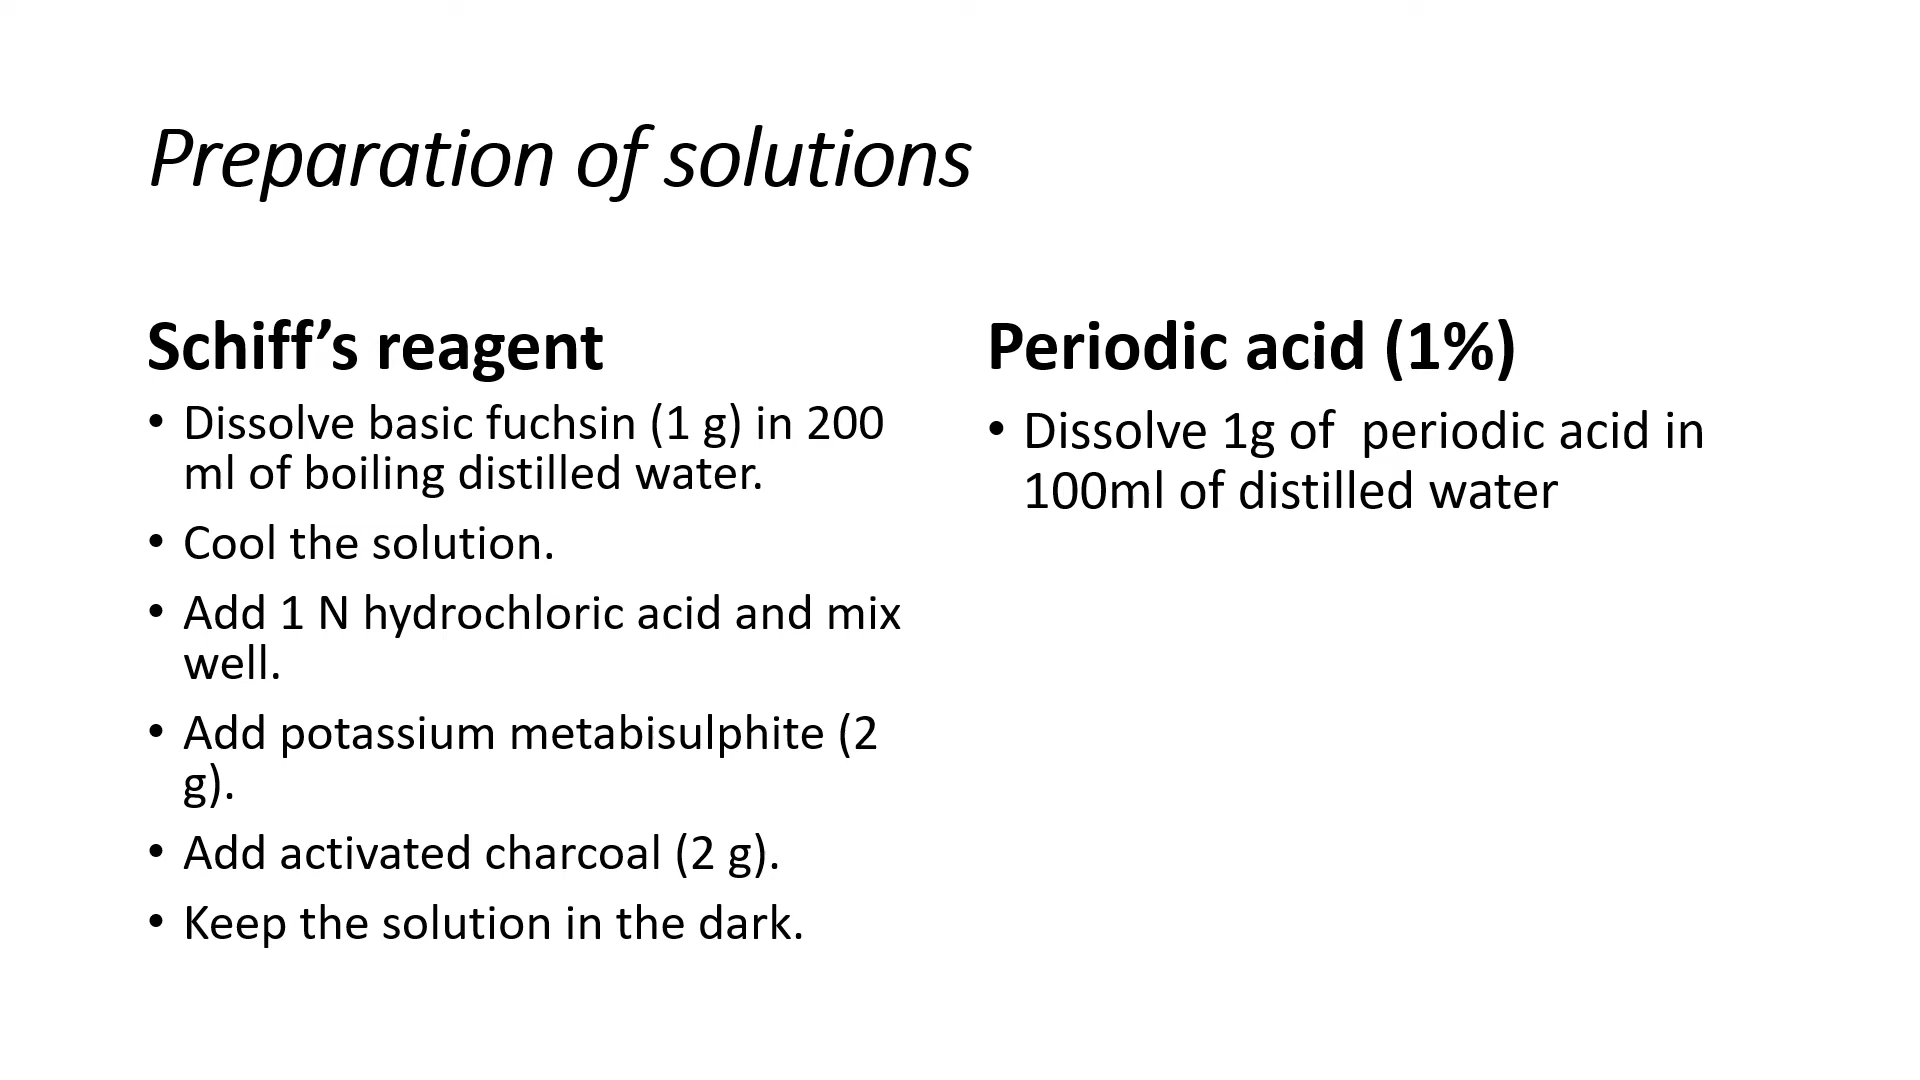 Preparation of solutions
Schiff’s reagent
• Dissolve basic fuchsin (1 g) in 200
ml of boiling distilled water.
• Cool the solution.
• Add 1 N hydrochloric acid and mix
well.
• Add potassium metabisulphite (2
g).
• Add activated charcoal (2 g).
• Keep the solution in the dark.
Periodic acid (1%)
• Dissolve 1g of  periodic acid in
100ml of distilled water